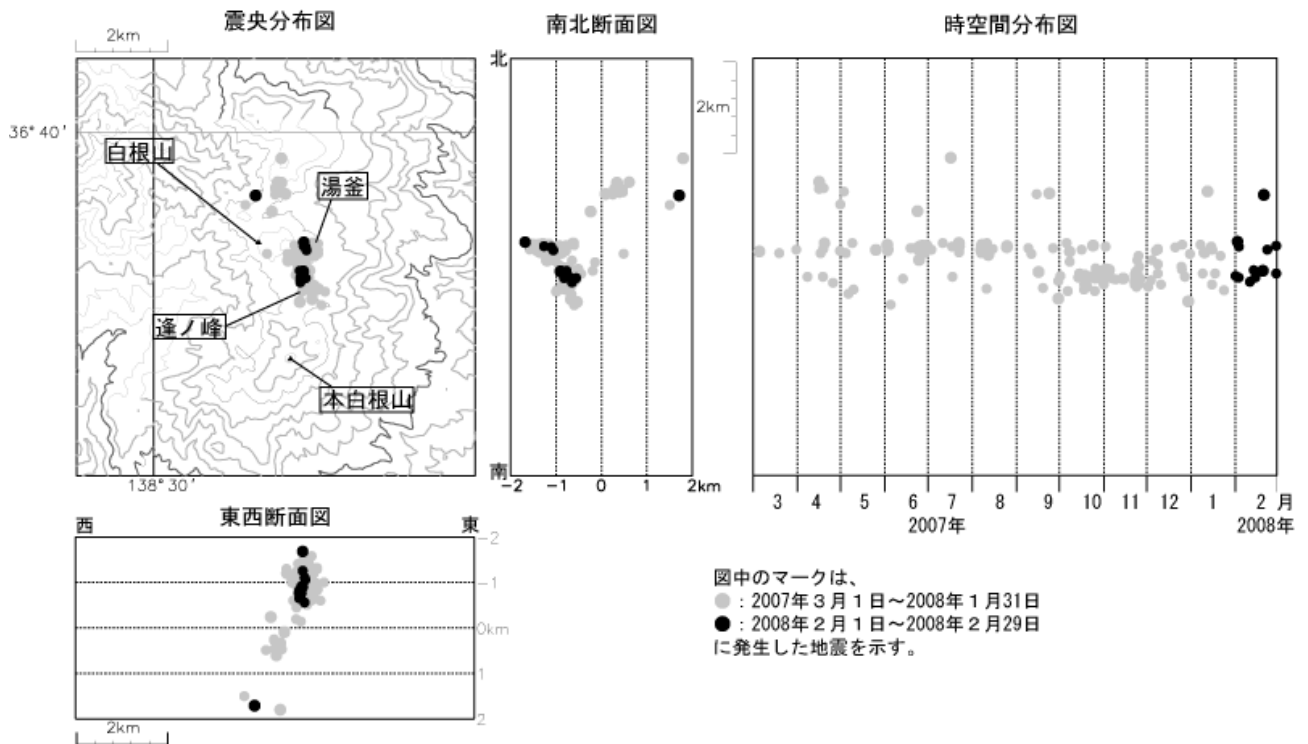 震央分布図
南北断面図
時空間分布図
2km
北
36°40'
2km
白根山
湯釜
逢ノ峰
本白根山
南
138°30'
-2 -1 0 1 2km
3 4 5 6 7 8 9 10 11 12 1 2 月
2007年 2008年
西 東西断面図 東
-2
-1
0km
1
2
2km
図中のマークは、
：2007年３月１日～2008年１月31日
：2008年２月１日～2008年２月29日
に発生した地震を示す。